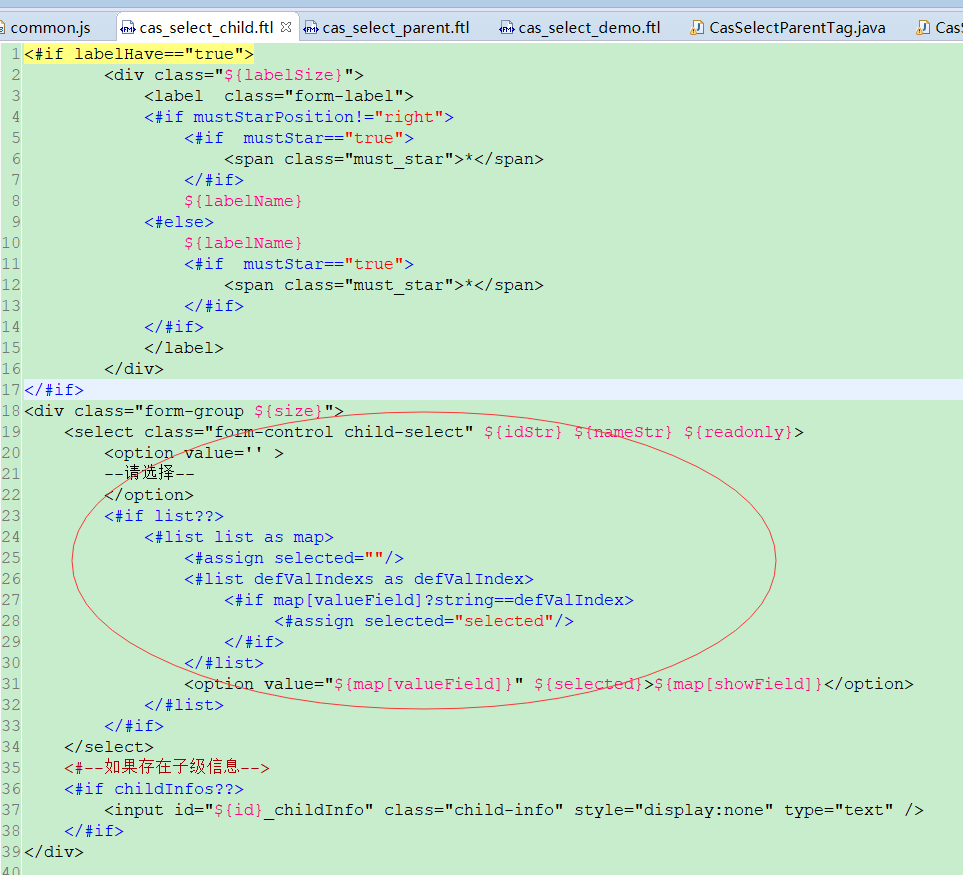 common.js cas_select_child.ftl cas_select_parent.ftl cas_select_demo.ftl CasSelectParentTag.java CasS
1 <#if labelHave=="true">
2 <div class="${labelSize}">
3 <label  class="form-label">
4 <#if mustStarPosition!="right">
5 <#if  mustStar=="true">
6 <span class="must_star">*</span>
7 </#if>
8 ${labelName}
9 <#else>
10 ${labelName}
11 <#if  mustStar=="true">
12 <span class="must_star">*</span>
13 </#if>
14 </#if>
15 </label>
16 </div>
17 </#if>
18 <div class="form-group ${size}">
19 <select class="form-control child-select" ${idStr} ${nameStr} ${readonly}>
20 <option value='' >
21 --请选择--
22 </option>
23 <#if list??>
24 <#list list as map>
25 <#assign selected=""/>
26 <#list defValIndexs as defValIndex>
27 <#if map[valueField]?string==defValIndex>
28 <#assign selected="selected"/>
29 </#if>
30 </#list>
31 <option value="${map[valueField]}" ${selected}>${map[showField]}</option>
32 </#list>
33 </#if>
34 </select>
35 <#--如果存在子级信息-->
36 <#if childInfos??>
37 <input id="${id}_childInfo" class="child-info" style="display:none" type="text" />
38 </#if>
39 </div>
40